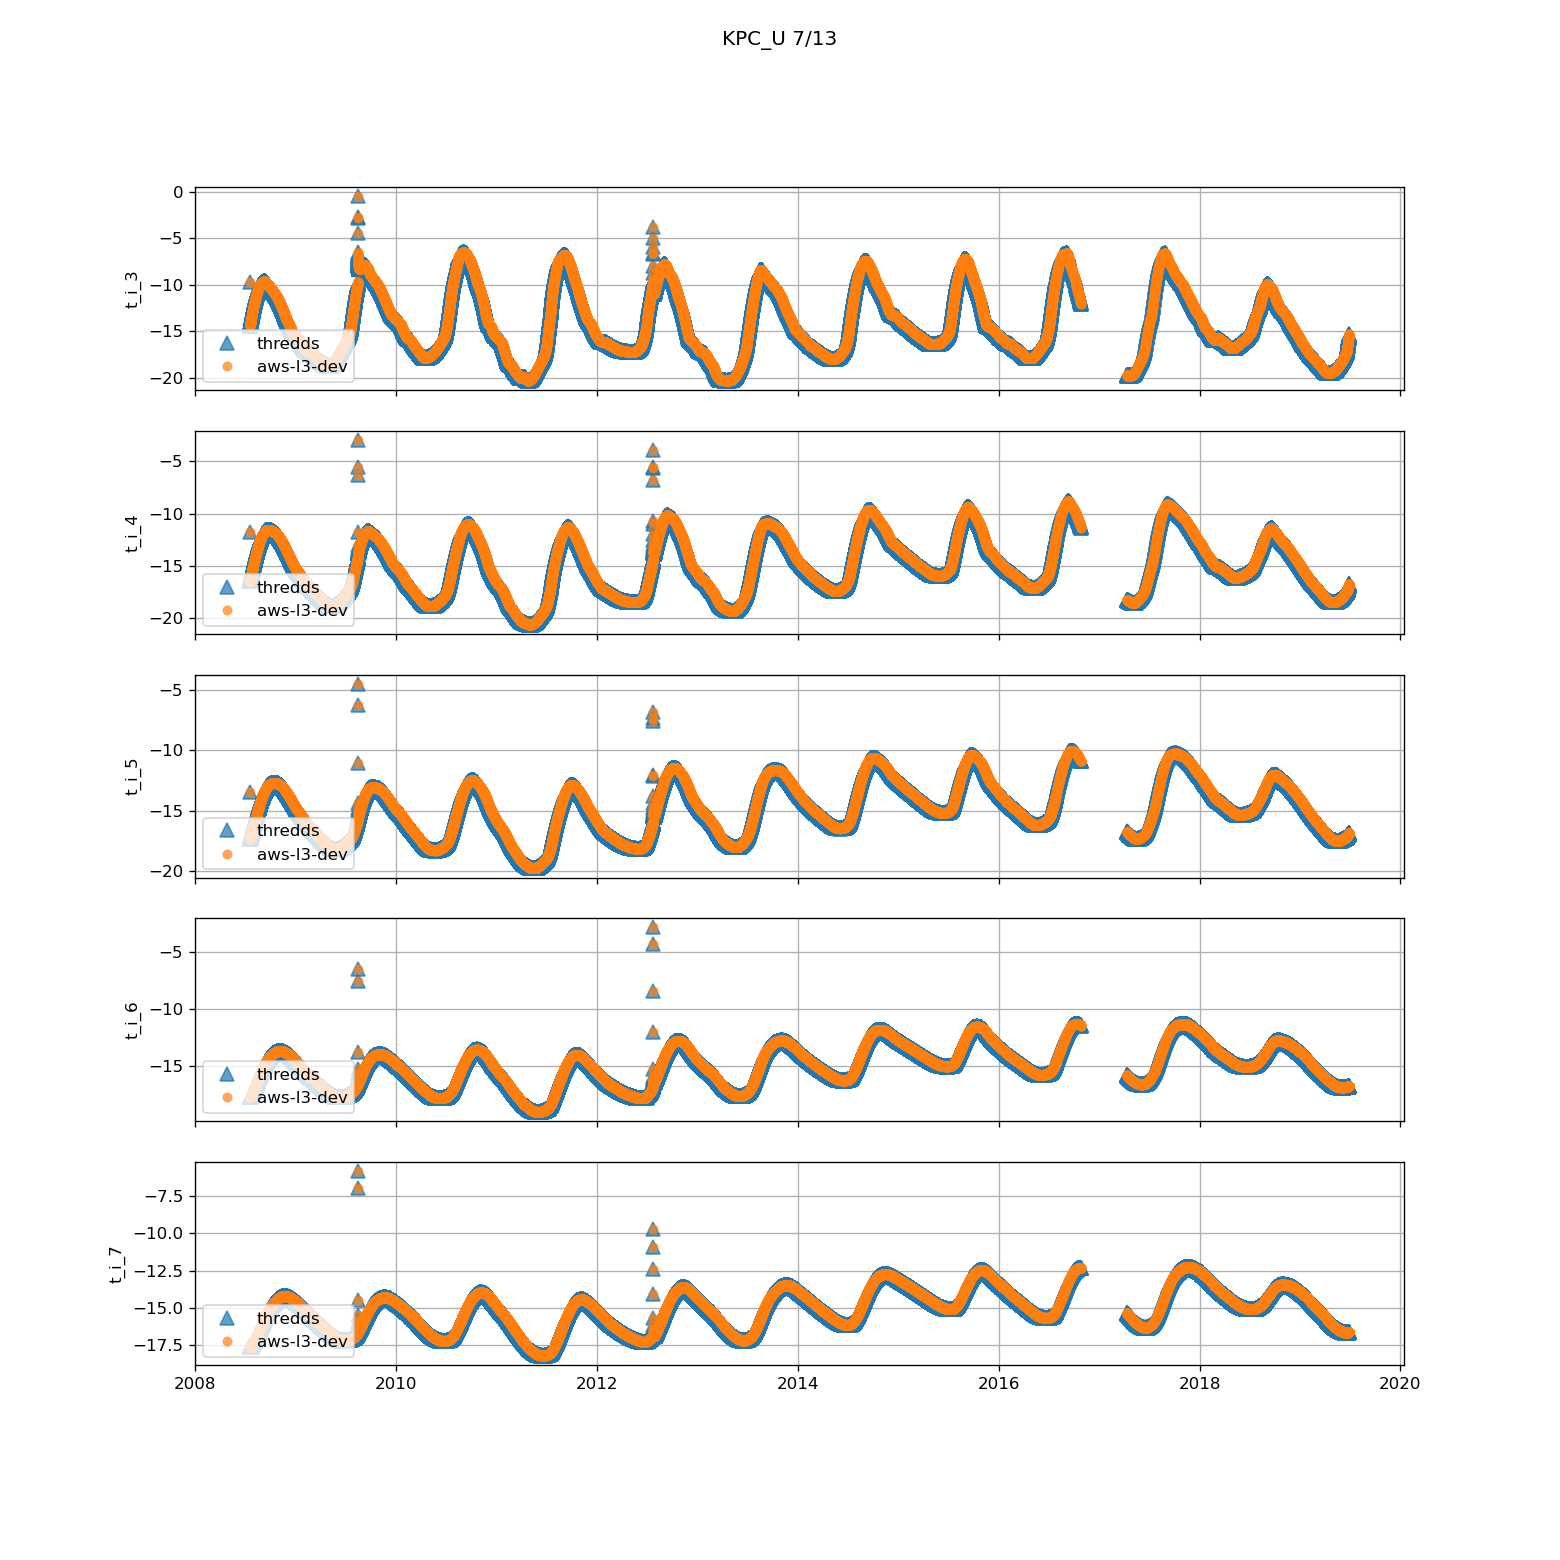 KPC_U 7/13
0
−5
−10
−15
−20
t_i_3
thredds
aws-l3-dev
−5
−10
−15
−20
t_i_4
thredds
aws-l3-dev
−5
−10
−15
−20
t_i_5
thredds
aws-l3-dev
−5
−10
−15
t_i_6
thredds
aws-l3-dev
−7.5
−10.0
−12.5
−15.0
−17.5
t_i_7
thredds
aws-l3-dev
2008 2010 2012 2014 2016 2018 2020